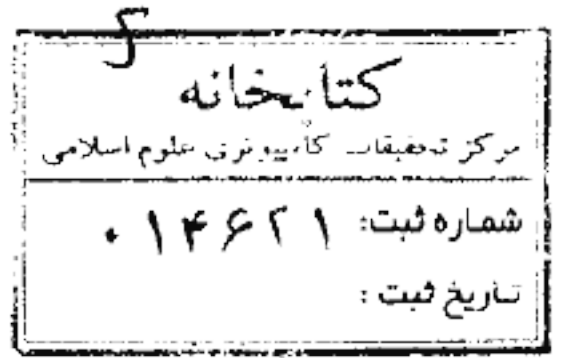 کتابخانه
مرکز تحقیقات کامپیوتری علوم اسلامی
شماره ثبت: ۰۱۴۶۲۱
تاریخ ثبت: